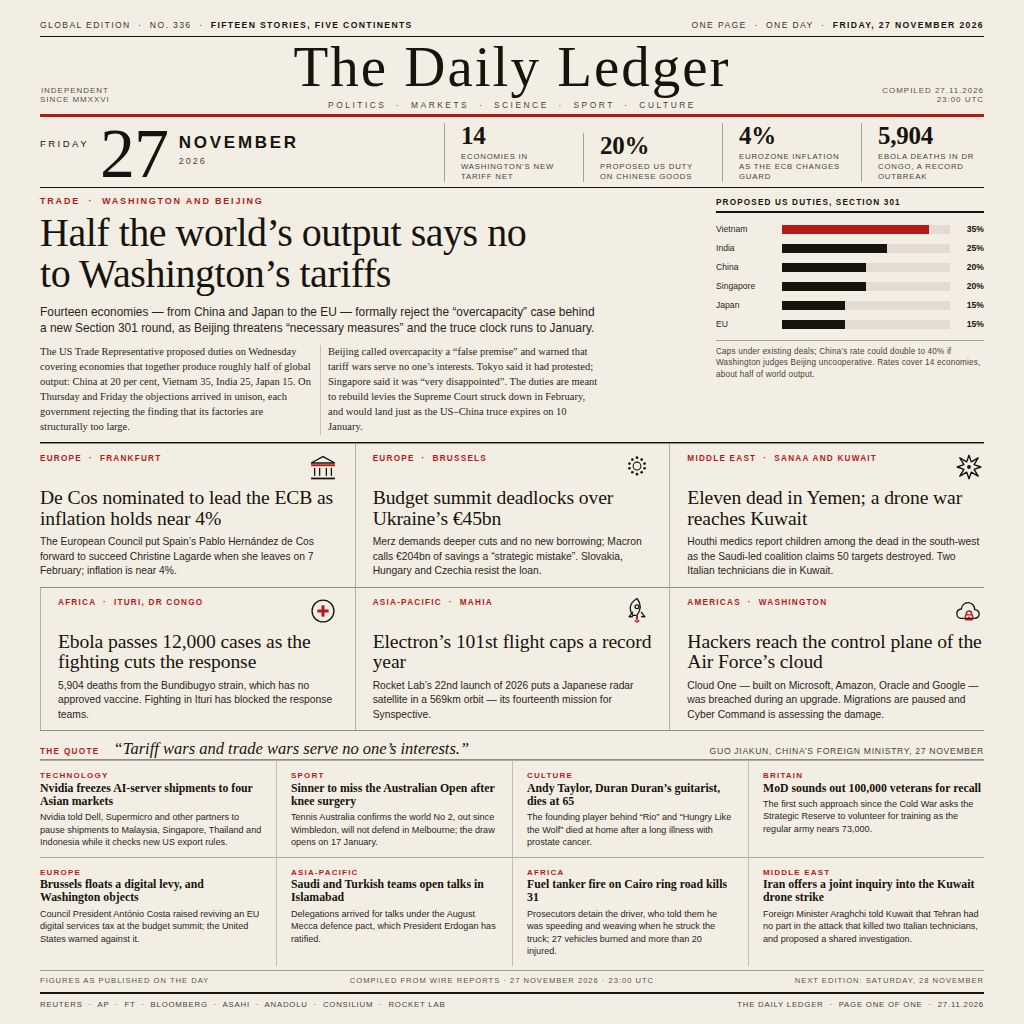 GLOBAL EDITION · NO. 336 · FIFTEEN STORIES, FIVE CONTINENTS
ONE PAGE · ONE DAY · FRIDAY, 27 NOVEMBER 2026
The Daily Ledger
INDEPENDENT
SINCE MMXXVI
POLITICS · MARKETS · SCIENCE · SPORT · CULTURE
COMPILED 27.11.2026
23:00 UTC
FRIDAY
27
NOVEMBER
2026
14
ECONOMIES IN
WASHINGTON'S NEW
TARIFF NET
20%
PROPOSED US DUTY
ON CHINESE GOODS
4%
EUROZONE INFLATION
AS THE ECB CHANGES
GUARD
5,904
EBOLA DEATHS IN DR
CONGO, A RECORD
OUTBREAK
TRADE · WASHINGTON AND BEIJING
Half the world's output says no
to Washington's tariffs
Fourteen economies — from China and Japan to the EU — formally reject the “overcapacity” case behind
a new Section 301 round, as Beijing threatens “necessary measures” and the truce clock runs to January.
The US Trade Representative proposed duties on Wednesday
covering economies that together produce roughly half of global
output: China at 20 per cent, Vietnam 35, India 25, Japan 15. On
Thursday and Friday the objections arrived in unison, each
government rejecting the finding that its factories are
structurally too large.
Beijing called overcapacity a “false premise” and warned that
tariff wars serve no one's interests. Tokyo said it had protested;
Singapore said it was “very disappointed”. The duties are meant
to rebuild levies the Supreme Court struck down in February,
and would land just as the US–China truce expires on 10
January.
PROPOSED US DUTIES, SECTION 301
Vietnam 35%
India 25%
China 20%
Singapore 20%
Japan 15%
EU 15%
Caps under existing deals; China's rate could double to 40% if
Washington judges Beijing uncooperative. Rates cover 14 economies,
about half of world output.
EUROPE · FRANKFURT
De Cos nominated to lead the ECB as
inflation holds near 4%
The European Council put Spain's Pablo Hernández de Cos
forward to succeed Christine Lagarde when she leaves on 7
February; inflation is near 4%.
EUROPE · BRUSSELS
Budget summit deadlocks over
Ukraine's €45bn
Merz demands deeper cuts and no new borrowing; Macron
calls €204bn of savings a “strategic mistake”. Slovakia,
Hungary and Czechia resist the loan.
MIDDLE EAST · SANAA AND KUWAIT
Eleven dead in Yemen; a drone war
reaches Kuwait
Houthi medics report children among the dead in the south-west
as the Saudi-led coalition claims 50 targets destroyed. Two
Italian technicians die in Kuwait.
AFRICA · ITURI, DR CONGO
Ebola passes 12,000 cases as the
fighting cuts the response
5,904 deaths from the Bundibugyo strain, which has no
approved vaccine. Fighting in Ituri has blocked the response
teams.
ASIA-PACIFIC · MAHIA
Electron's 101st flight caps a record
year
Rocket Lab's 22nd launch of 2026 puts a Japanese radar
satellite in a 569km orbit — its fourteenth mission for
Synspective.
AMERICAS · WASHINGTON
Hackers reach the control plane of the
Air Force's cloud
Cloud One — built on Microsoft, Amazon, Oracle and Google —
was breached during an upgrade. Migrations are paused and
Cyber Command is assessing the damage.
THE QUOTE “Tariff wars and trade wars serve no one's interests.”
GUO JIAKUN, CHINA'S FOREIGN MINISTRY, 27 NOVEMBER
TECHNOLOGY
Nvidia freezes AI-server shipments to four
Asian markets
Nvidia told Dell, Supermicro and other partners to
pause shipments to Malaysia, Singapore, Thailand and
Indonesia while it checks new US export rules.
SPORT
Sinner to miss the Australian Open after
knee surgery
Tennis Australia confirms the world No 2, out since
Wimbledon, will not defend in Melbourne; the draw
opens on 17 January.
CULTURE
Andy Taylor, Duran Duran's guitarist,
dies at 65
The founding player behind “Rio” and “Hungry Like
the Wolf” died at home after a long illness with
prostate cancer.
BRITAIN
MoD sounds out 100,000 veterans for recall
The first such approach since the Cold War asks the
Strategic Reserve to volunteer for training as the
regular army nears 73,000.
EUROPE
Brussels floats a digital levy, and
Washington objects
Council President António Costa raised reviving an EU
digital services tax at the budget summit; the United
States warned against it.
ASIA-PACIFIC
Saudi and Turkish teams open talks in
Islamabad
Delegations arrived for talks under the August
Mecca defence pact, which President Erdogan has
ratified.
AFRICA
Fuel tanker fire on Cairo ring road kills
31
Prosecutors detain the driver, who told them he
was speeding and weaving when he struck the
truck; 27 vehicles burned and more than 20
injured.
MIDDLE EAST
Iran offers a joint inquiry into the Kuwait
drone strike
Foreign Minister Araghchi told Kuwait that Tehran had
no part in the attack that killed two Italian technicians,
and proposed a shared investigation.
FIGURES AS PUBLISHED ON THE DAY
COMPILED FROM WIRE REPORTS · 27 NOVEMBER 2026 · 23:00 UTC
NEXT EDITION: SATURDAY, 28 NOVEMBER
REUTERS · AP · FT · BLOOMBERG · ASAHI · ANADOLU · CONSILIUM · ROCKET LAB
THE DAILY LEDGER · PAGE ONE OF ONE · 27.11.2026